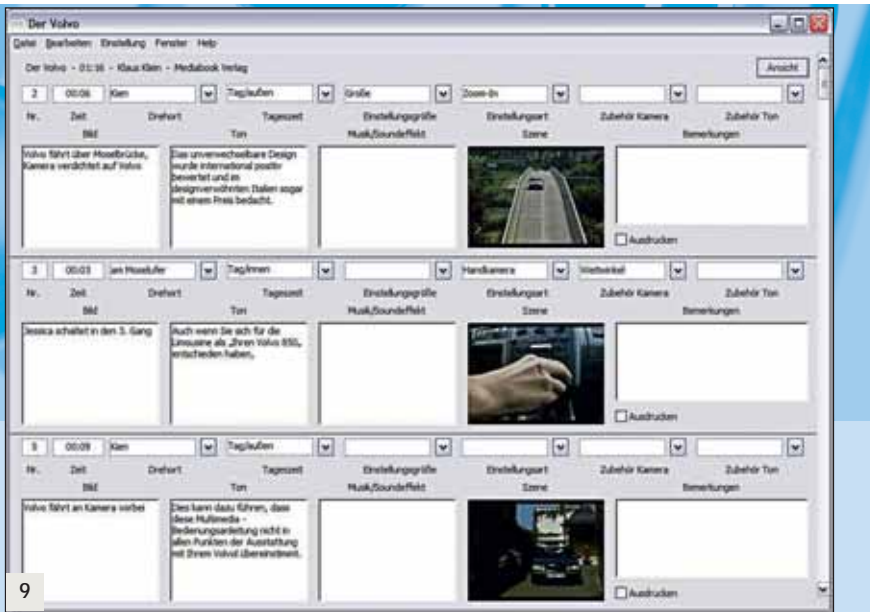 Der Volvo
Datei Bearbeiten Einstellung Fenster Help
Der Volvo - 01:16 - Klaus Klein - Mediabook Verlag
Ansicht
2 00:06 Kien Tag/außen Große Zoom-In
Nr. Zeit Drehort Tageszeit Einstellungsgröße Einstellungsart Zubehör Kamera Zubehör Ton
Bild Ton Musik/Soundeffekt Szene Bemerkungen
Volvo fährt über Moselbrücke,
Kamera verdichtet auf Volvo
Das unverwechselbare Design
wurde international positiv
bewertet und im
designverwöhnten Italien sogar
mit einem Preis bedacht.
Ausdrucken
3 00:03 am Moselufer Tag/innen Handkamera Weitwinkel
Nr. Zeit Drehort Tageszeit Einstellungsgröße Einstellungsart Zubehör Kamera Zubehör Ton
Bild Ton Musik/Soundeffekt Szene Bemerkungen
Jessica schaltet in den 3. Gang
Auch wenn Sie sich für die
Limousine als „Ihren Volvo 850,
entschieden haben,
Ausdrucken
00:09 Kien Tag/außen
Nr. Zeit Drehort Tageszeit Einstellungsgröße Einstellungsart Zubehör Kamera Zubehör Ton
Bild Ton Musik/Soundeffekt Szene Bemerkungen
Volvo fährt an Kamera vorbei
Dies kann dazu führen, dass
diese Multimedia -
Bedienungsanleitung nicht in
allen Punkten der Ausstattung
mit Ihrem Volvo übereinstimmt.
Ausdrucken
9